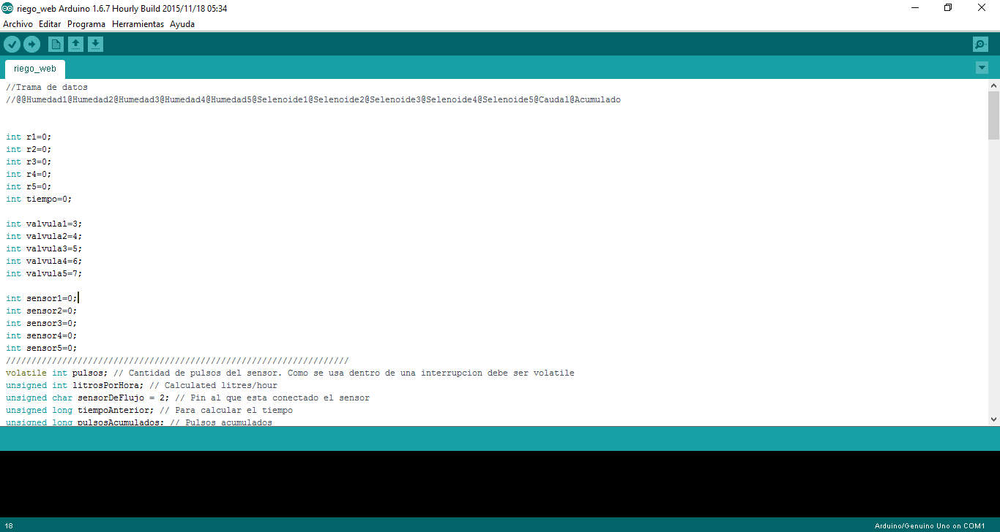 riego_web Arduino 1.6.7 Hourly Build 2015/11/18 05:34
Archivo Editar Programa Herramientas Ayuda
riego_web
//Trama de datos
//@@Humedad1@Humedad2@Humedad3@Humedad4@Humedad5@Selenoide1@Selenoide2@Selenoide3@Selenoide4@Selenoide5@Caudal@Acumulado
int r1=0;
int r2=0;
int r3=0;
int r4=0;
int r5=0;
int tiempo=0;
int valvula1=3;
int valvula2=4;
int valvula3=5;
int valvula4=6;
int valvula5=7;
int sensor1=0;
int sensor2=0;
int sensor3=0;
int sensor4=0;
int sensor5=0;
///////////////////////////////////////////////////////////////////
volatile int pulsos; // Cantidad de pulsos del sensor. Como se usa dentro de una interrupcion debe ser volatile
unsigned int litrosPorHora; // Calculated litres/hour
unsigned char sensorDeFlujo = 2; // Pin al que esta conectado el sensor
unsigned long tiempoAnterior; // Para calcular el tiempo
unsigned long pulsosAcumulados; // Pulsos acumulados
18
Arduino/Genuino Uno on COM1